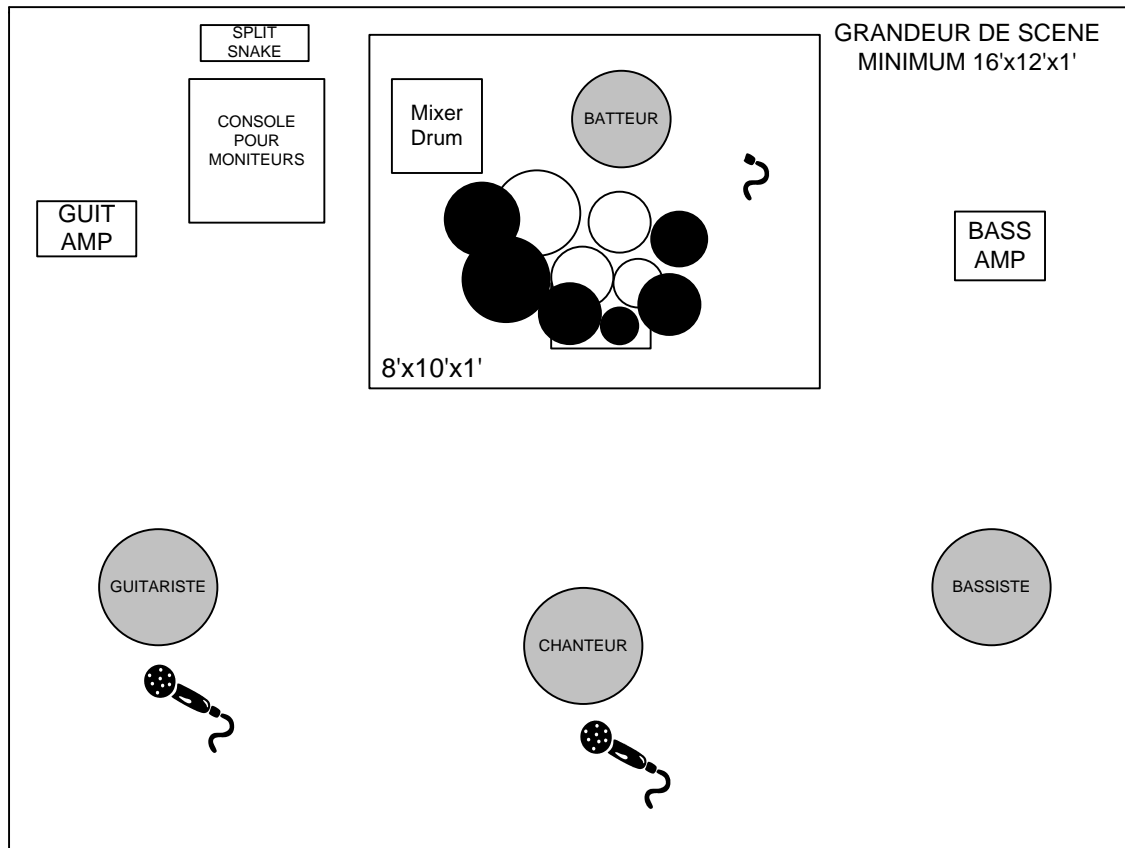 SPLIT
SNAKE
GRANDEUR DE SCENE
MINIMUM 16'x12'x1'
CONSOLE
POUR
MONITEURS
Mixer
Drum
BATTEUR
GUIT
AMP
BASS
AMP
8'x10'x1'
GUITARISTE
CHANTEUR
BASSISTE